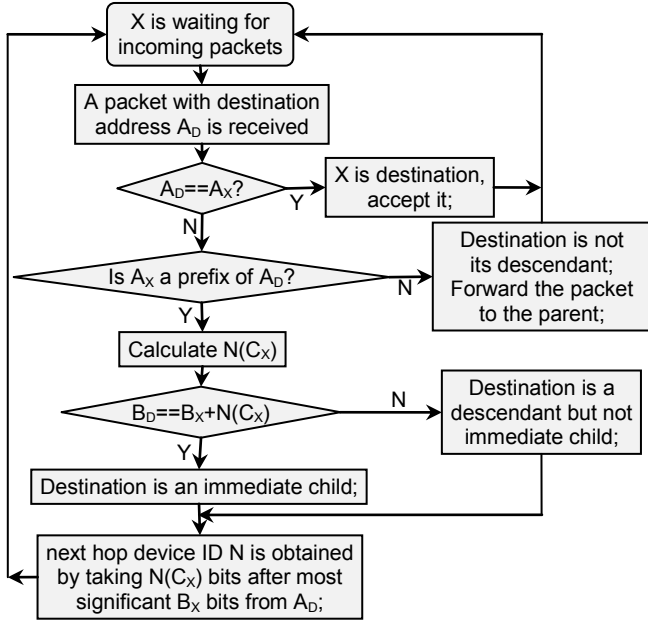 X is waiting for
incoming packets
A packet with destination
address A_D is received
A_D==A_X?
Y
X is destination,
accept it;
N
Is A_X a prefix of A_D?
N
Destination is not
its descendant;
Forward the packet
to the parent;
Y
Calculate N(C_X)
B_D==B_X+N(C_X)
N
Destination is a
descendant but not
immediate child;
Y
Destination is an immediate child;
next hop device ID N is obtained
by taking N(C_X) bits after most
significant B_X bits from A_D;